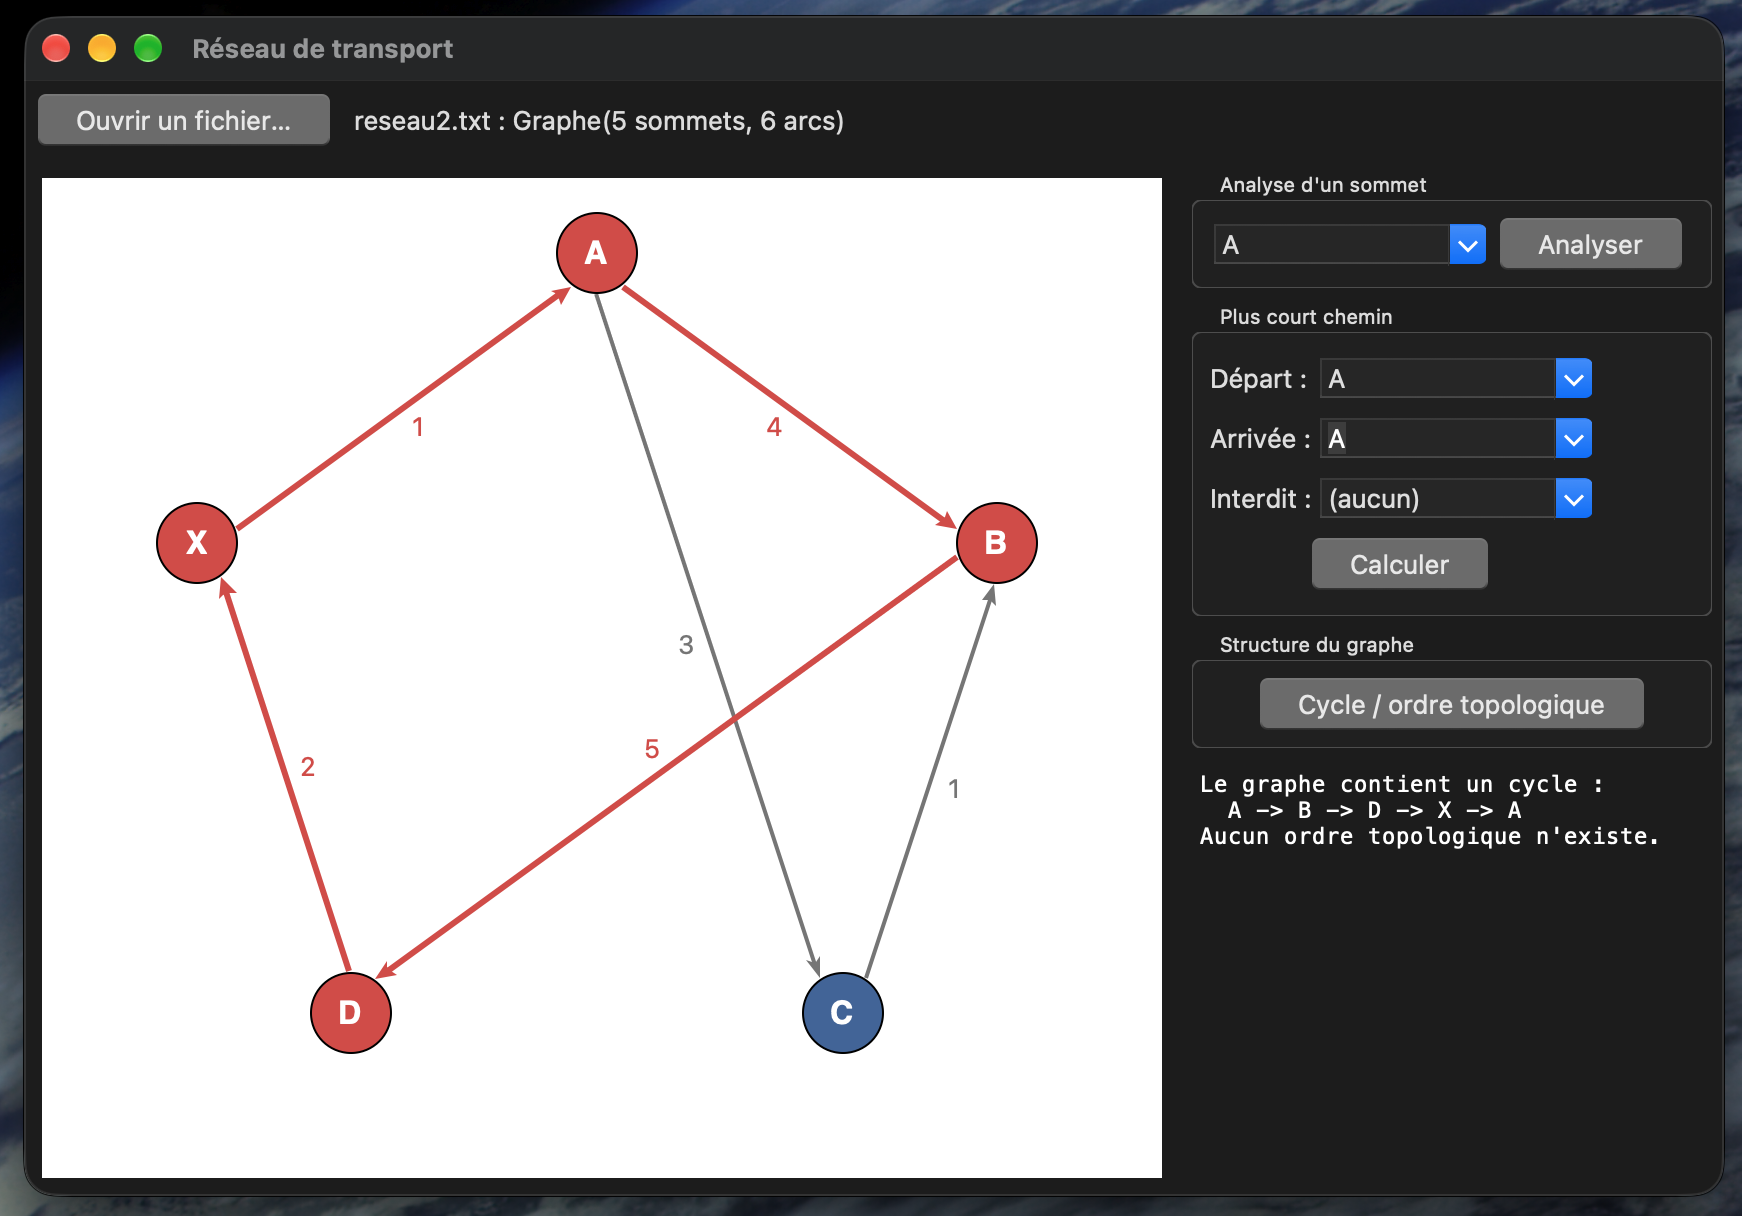 Réseau de transport
Ouvrir un fichier...
reseau2.txt : Graphe(5 sommets, 6 arcs)
A
1
4
X
B
3
5
2
1
D
C
Analyse d'un sommet
A
Analyser
Plus court chemin
Départ : A
Arrivée : A
Interdit : (aucun)
Calculer
Structure du graphe
Cycle / ordre topologique
Le graphe contient un cycle :
A -> B -> D -> X -> A
Aucun ordre topologique n'existe.